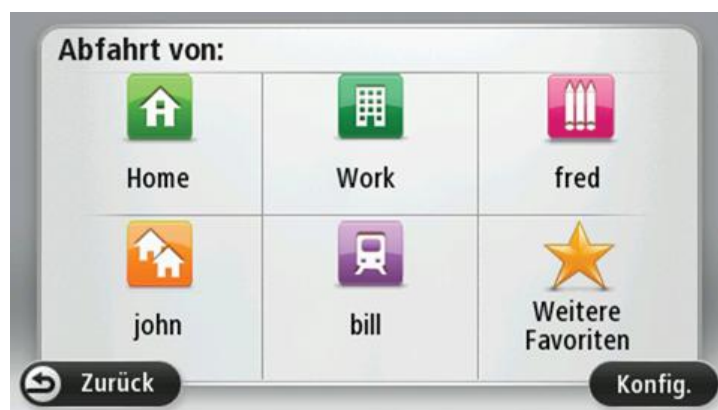 Abfahrt von:
Home
Work
fred
john
bill
Weitere
Favoriten
Zurück
Konfig.